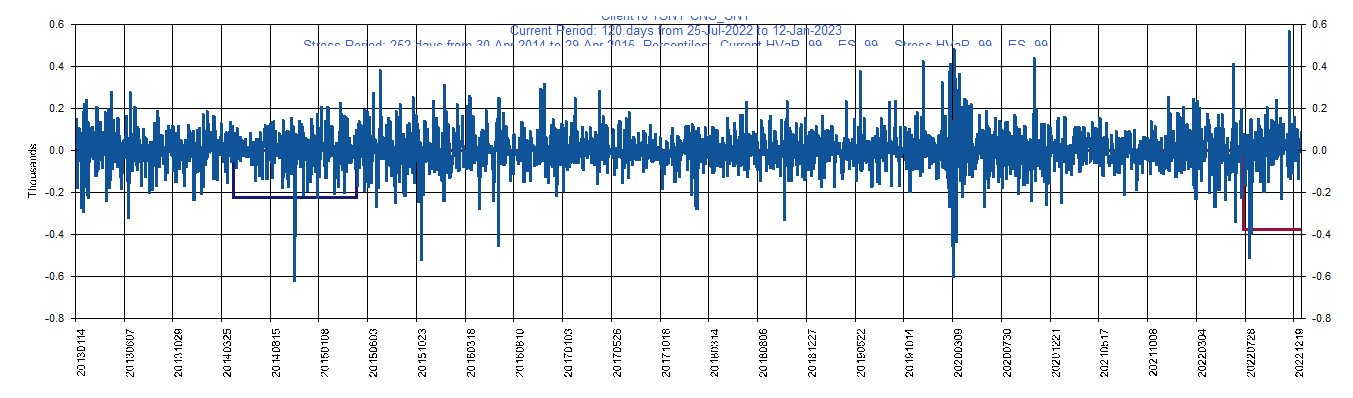 Client10 TSNY CNS_SNY
Current Period: 120 days from 25-Jul-2022 to 12-Jan-2023
Stress Period: 252 days from 30-Apr-2014 to 29-Apr-2015 Percentiles: Current HVaR 99 ES 99 Stress HVaR 99 ES 99
0.6 0.6
0.4 0.4
0.2 0.2
0.0 0.0
-0.2 -0.2
-0.4 -0.4
-0.6 -0.6
-0.8 -0.8
Thousands
20130114 20130607 20131029 20140325 20140815 20150108 20150603 20151023 20160318 20160810 20170103 20170526 20171018 20180314 20180806 20181227 20190522 20191014 20200309 20200730 20201221 20210517 20211008 20220304 20220728 20221219